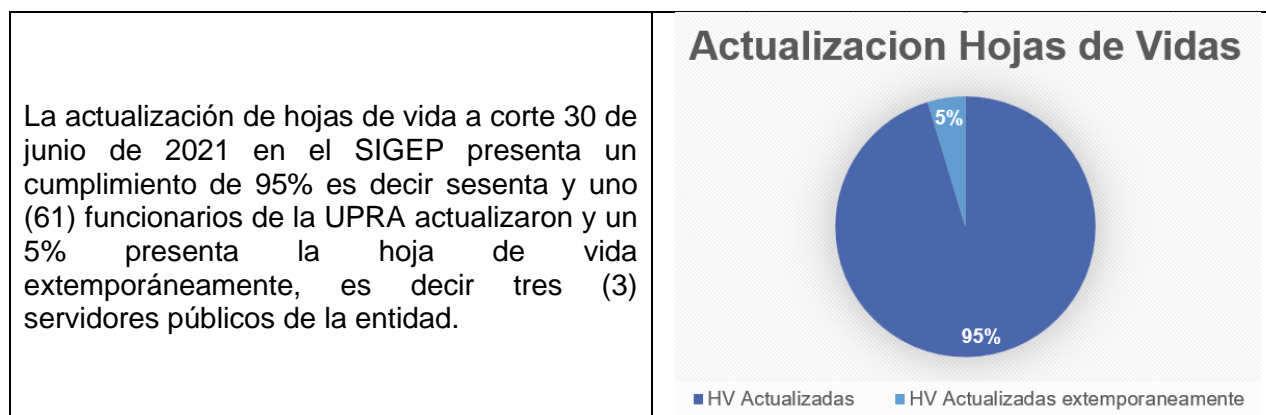 La actualización de hojas de vida a corte 30 de
junio de 2021 en el SIGEP presenta un
cumplimiento de 95% es decir sesenta y uno
(61) funcionarios de la UPRA actualizaron y un
5% presenta la hoja de vida
extemporáneamente, es decir tres (3)
servidores públicos de la entidad.
Actualizacion Hojas de Vidas
5%
95%
HV Actualizadas
HV Actualizadas extemporaneamente